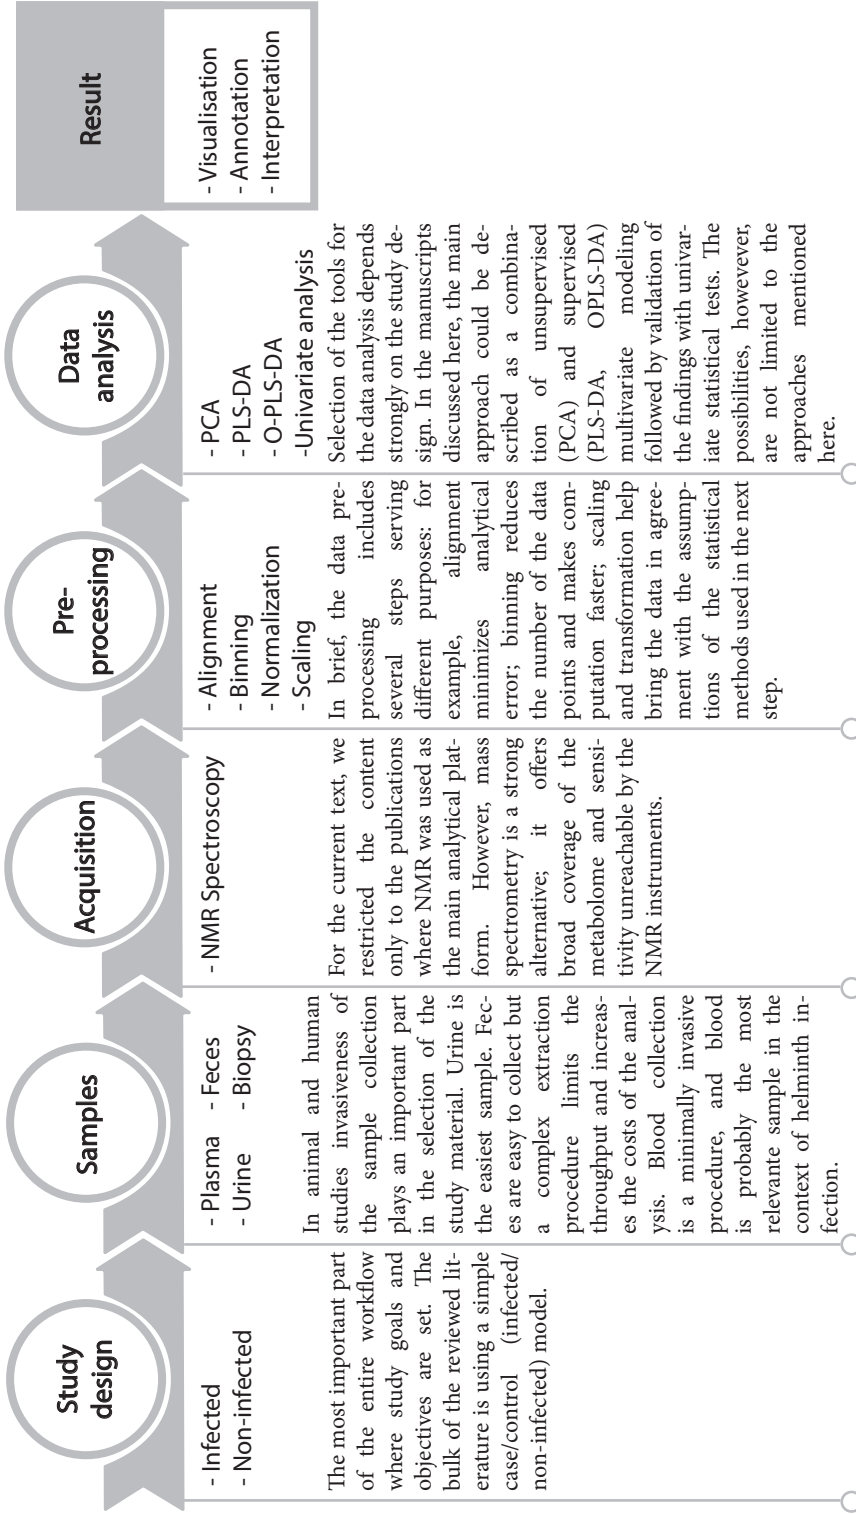 Study
design
- Infected
- Non-infected
The most important part
of the entire workflow
where study goals and
objectives are set. The
bulk of the reviewed lit-
erature is using a simple
case/control (infected/
non-infected) model.
Samples
- Plasma - Feces
- Urine - Biopsy
In animal and human
studies invasiveness of
the sample collection
plays an important part
in the selection of the
study material. Urine is
the easiest sample. Fec-
es are easy to collect but
a complex extraction
procedure limits the
throughput and increas-
es the costs of the anal-
ysis. Blood collection
is a minimally invasive
procedure, and blood
is probably the most
relevant sample in the
context of helminth in-
fection.
Acquisition
- NMR Spectroscopy
For the current text, we
restricted the content
only to the publications
where NMR was used as
the main analytical plat-
form. However, mass
spectrometry is a strong
alternative; it offers
broad coverage of the
metabolome and sensi-
tivity unreachable by the
NMR instruments.
Pre-
processing
- Alignment
- Binning
- Normalization
- Scaling
In brief, the data pre-
processing includes
several steps serving
different purposes: for
example, alignment
minimizes analytical
error; binning reduces
the number of the data
points and makes com-
putation faster; scaling
and transformation help
bring the data in agree-
ment with the assump-
tions of the statistical
methods used in the next
step.
Data
analysis
- PCA
- PLS-DA
- O-PLS-DA
-Univariate analysis
Selection of the tools for
the data analysis depends
strongly on the study de-
sign. In the manuscripts
discussed here, the main
approach could be de-
scribed as a combina-
tion of unsupervised
(PCA) and supervised
(PLS-DA, OPLS-DA)
multivariate modeling
followed by validation of
the findings with univar-
iate statistical tests. The
possibilities, howevever,
are not limited to the
approaches mentioned
here.
Result
- Visualisation
- Annotation
- Interpretation